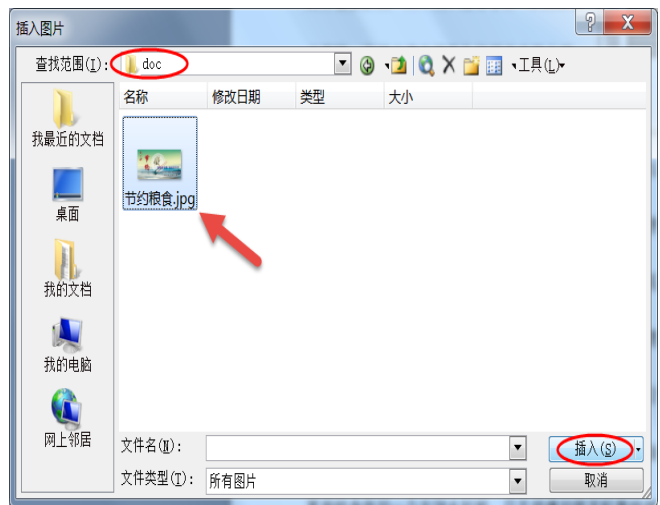 插入图片
查找范围(I): doc 工具(L)
名称 修改日期 类型 大小
我最近的文档
桌面
我的文档
我的电脑
网上邻居
节约粮食.jpg
文件名(N):
插入(S)
文件类型(T): 所有图片
取消